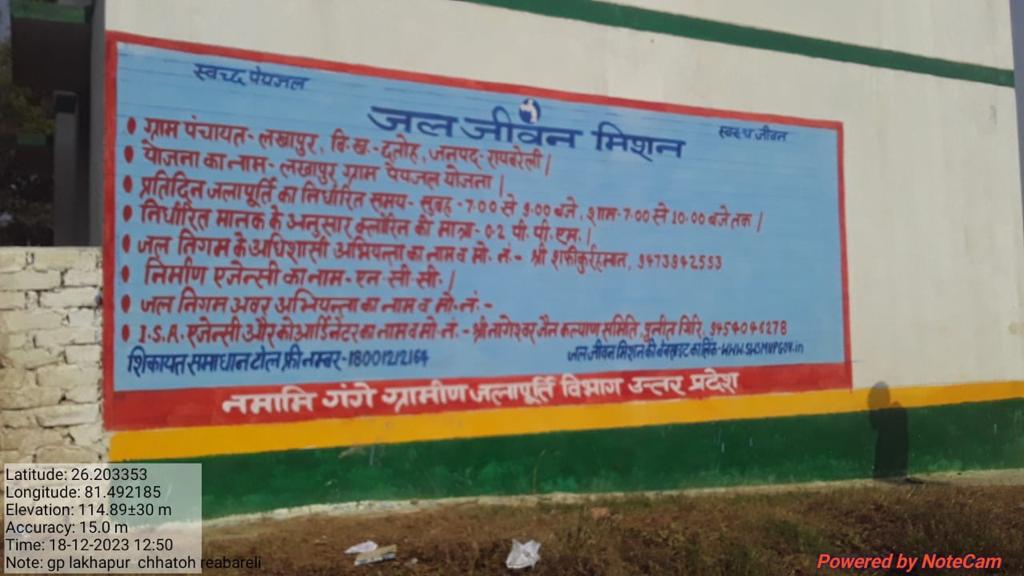 स्वच्छ पेयजल
जल जीवन मिशन
स्वस्थ जीवन
• ग्राम पंचायत- लखापुर, वि०ख०- छतोह, जनपद- रायबरेली।
• योजना का नाम- लखापुर ग्राम पेयजल योजना।
• प्रतिदिन जलापूर्ति का निर्धारित समय- सुबह- 7:00 से 9:00 बजे, शाम- 7:00 से 10:00 बजे तक।
• निर्धारित मानक के अनुसार क्लोरिन की मात्रा- 0.2 पी. पी. एम.।
• जल निगम के अधिशासी अभियन्ता का नाम व मो. नं.- श्री शफीकुर्रहमान, 9473942553
• निर्माण एजेन्सी का नाम- एन सी सी.।
• जल निगम अवर अभियन्ता का नाम व मो. नं.-
• I.S.A. एजेन्सी और कोआर्डिनेटर का नाम व मो. नं.- श्री नागेश्वर जन कल्याण समिति, पुनीत गिरि, 9454046278
शिकायत समाधान टोल फ्री नम्बर- 18001212164
जल जीवन मिशन की वेबसाइट का लिंक- WWW.SWSMUP.GOV.in
नमामि गंगे ग्रामीण जलापूर्ति विभाग उत्तर प्रदेश
Latitude: 26.203353
Longitude: 81.492185
Elevation: 114.89±30 m
Accuracy: 15.0 m
Time: 18-12-2023 12:50
Note: gp lakhapur chhatoh reabareli
Powered by NoteCam